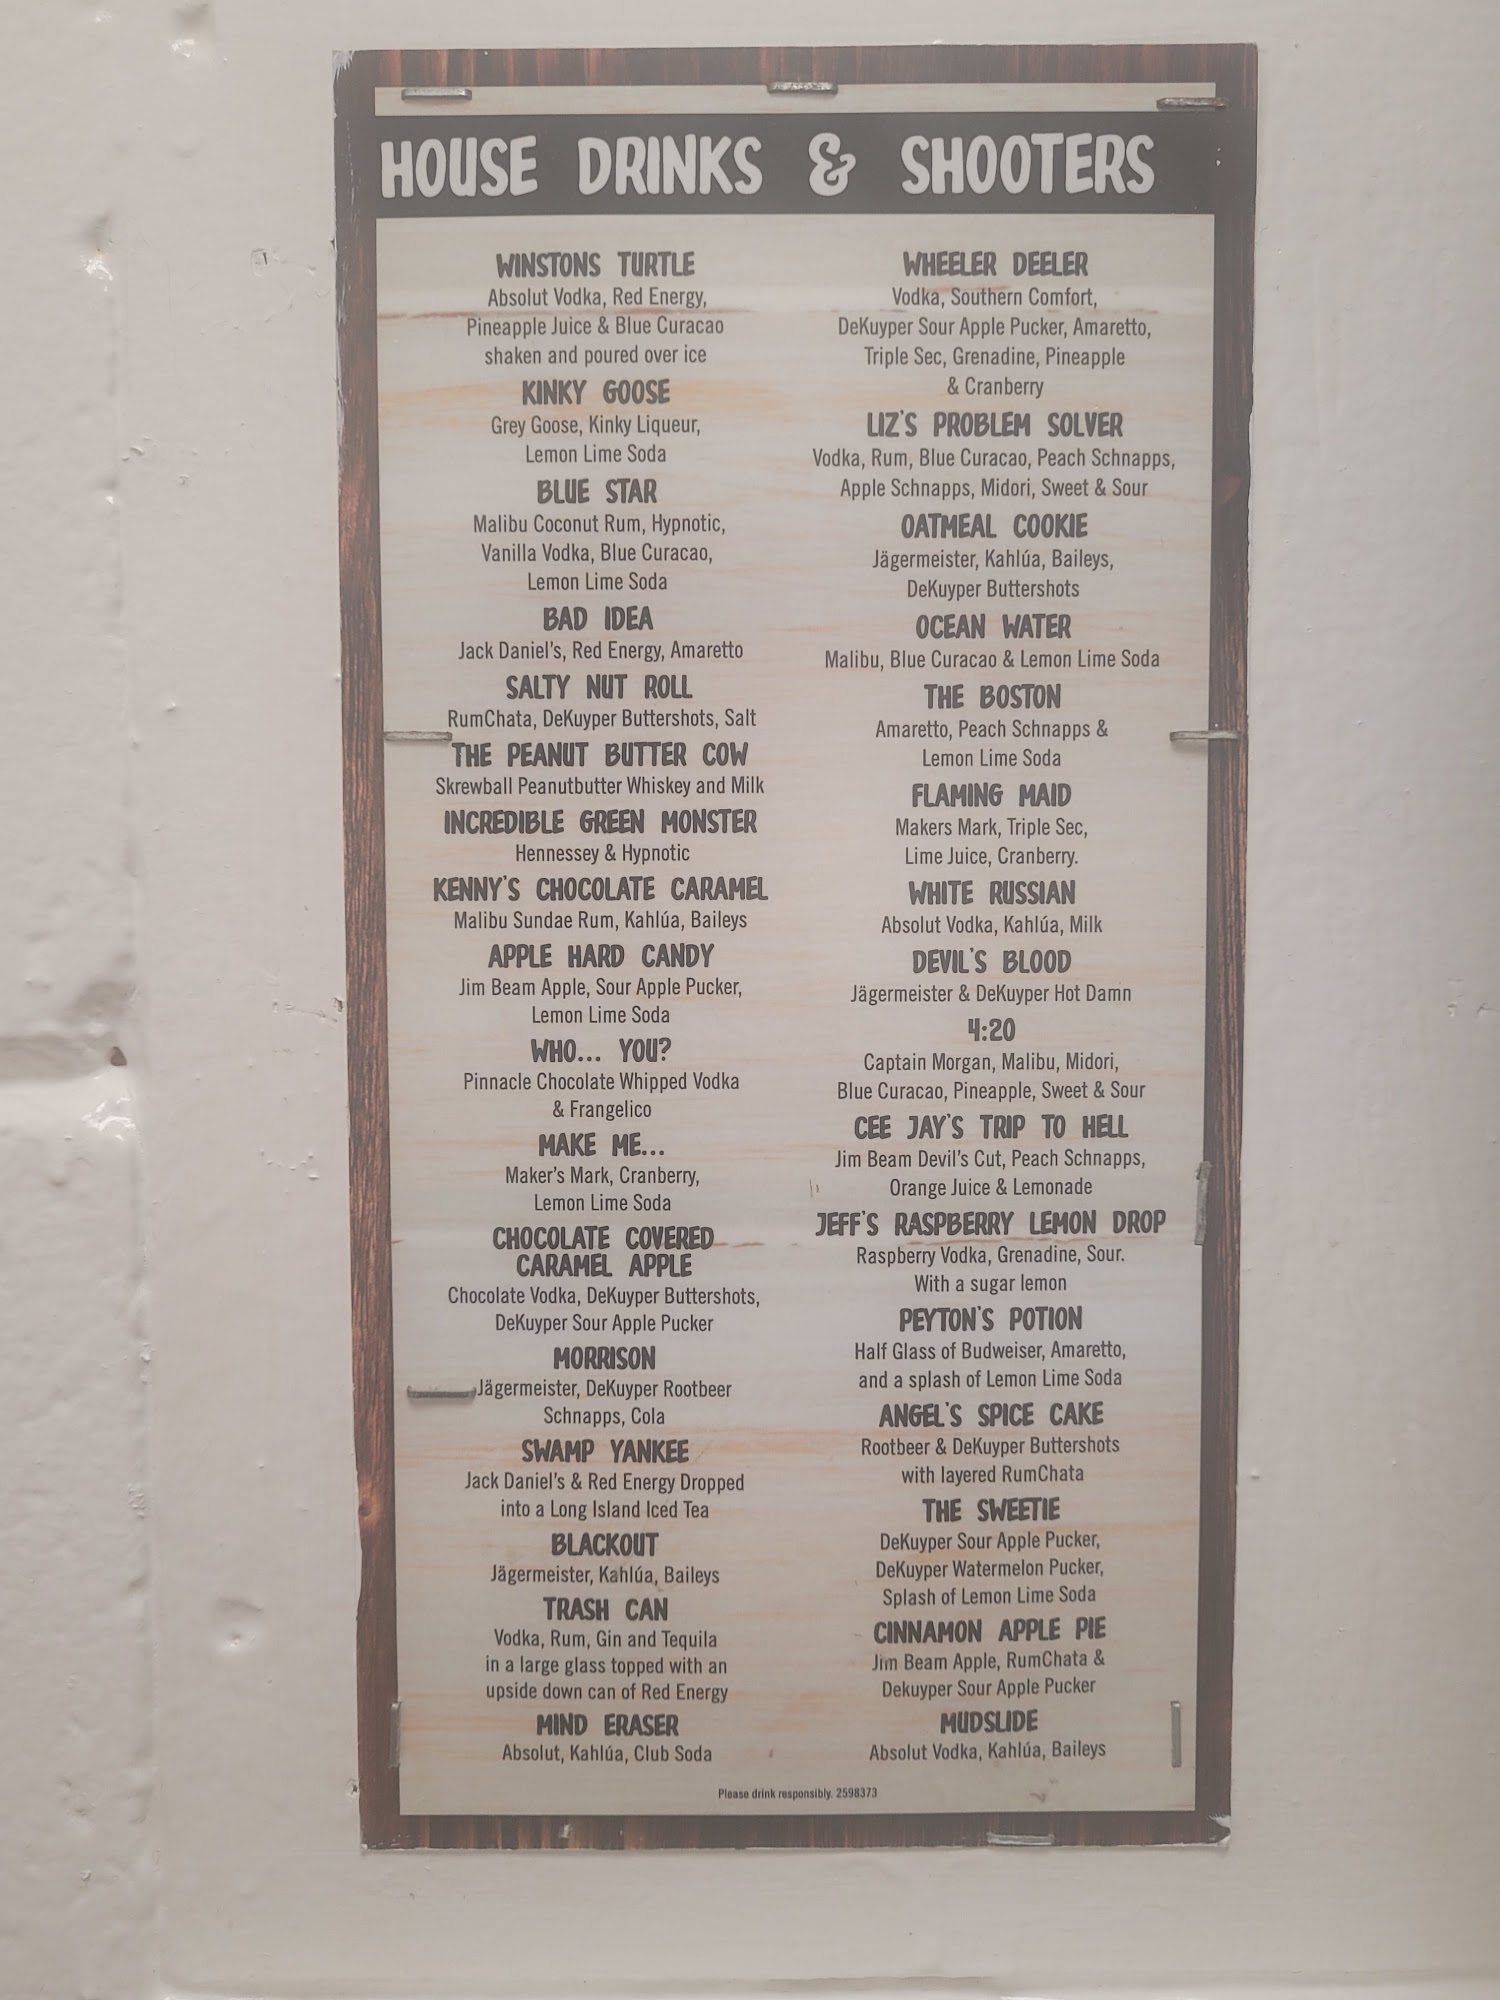 HOUSE DRINKS & SHOOTERS
WINSTONS TURTLE
Absolut Vodka, Red Energy,
Pineapple Juice & Blue Curacao
shaken and poured over ice
KINKY GOOSE
Grey Goose, Kinky Liqueur,
Lemon Lime Soda
BLUE STAR
Malibu Coconut Rum, Hypnotic,
Vanilla Vodka, Blue Curacao,
Lemon Lime Soda
BAD IDEA
Jack Daniel's, Red Energy, Amaretto
SALTY NUT ROLL
RumChata, DeKuyper Buttershots, Salt
THE PEANUT BUTTER COW
Skrewball Peanutbutter Whiskey and Milk
INCREDIBLE GREEN MONSTER
Hennessey & Hypnotic
KENNY'S CHOCOLATE CARAMEL
Malibu Sundae Rum, Kahlúa, Baileys
APPLE HARD CANDY
Jim Beam Apple, Sour Apple Pucker,
Lemon Lime Soda
WHO... YOU?
Pinnacle Chocolate Whipped Vodka
& Frangelico
MAKE ME...
Maker's Mark, Cranberry,
Lemon Lime Soda
CHOCOLATE COVERED
CARAMEL APPLE
Chocolate Vodka, DeKuyper Buttershots,
DeKuyper Sour Apple Pucker
MORRISON
Jägermeister, DeKuyper Rootbeer
Schnapps, Cola
SWAMP YANKEE
Jack Daniel's & Red Energy Dropped
into a Long Island Iced Tea
BLACKOUT
Jägermeister, Kahlúa, Baileys
TRASH CAN
Vodka, Rum, Gin and Tequila
in a large glass topped with an
upside down can of Red Energy
MIND ERASER
Absolut, Kahlúa, Club Soda
WHEELER DEELER
Vodka, Southern Comfort,
DeKuyper Sour Apple Pucker, Amaretto,
Triple Sec, Grenadine, Pineapple
& Cranberry
LIZ'S PROBLEM SOLVER
Vodka, Rum, Blue Curacao, Peach Schnapps,
Apple Schnapps, Midori, Sweet & Sour
OATMEAL COOKIE
Jägermeister, Kahlúa, Baileys,
DeKuyper Buttershots
OCEAN WATER
Malibu, Blue Curacao & Lemon Lime Soda
THE BOSTON
Amaretto, Peach Schnapps &
Lemon Lime Soda
FLAMING MAID
Makers Mark, Triple Sec,
Lime Juice, Cranberry.
WHITE RUSSIAN
Absolut Vodka, Kahlúa, Milk
DEVIL'S BLOOD
Jägermeister & DeKuyper Hot Damn
4:20
Captain Morgan, Malibu, Midori,
Blue Curacao, Pineapple, Sweet & Sour
CEE JAY'S TRIP TO HELL
Jim Beam Devil's Cut, Peach Schnapps,
Orange Juice & Lemonade
JEFF'S RASPBERRY LEMON DROP
Raspberry Vodka, Grenadine, Sour.
With a sugar lemon
PEYTON'S POTION
Half Glass of Budweiser, Amaretto,
and a splash of Lemon Lime Soda
ANGEL'S SPICE CAKE
Rootbeer & DeKuyper Buttershots
with layered RumChata
THE SWEETIE
DeKuyper Sour Apple Pucker,
DeKuyper Watermelon Pucker,
Splash of Lemon Lime Soda
CINNAMON APPLE PIE
Jim Beam Apple, RumChata &
Dekuyper Sour Apple Pucker
MUDSLIDE
Absolut Vodka, Kahlúa, Baileys
Please drink responsibly. 2598373